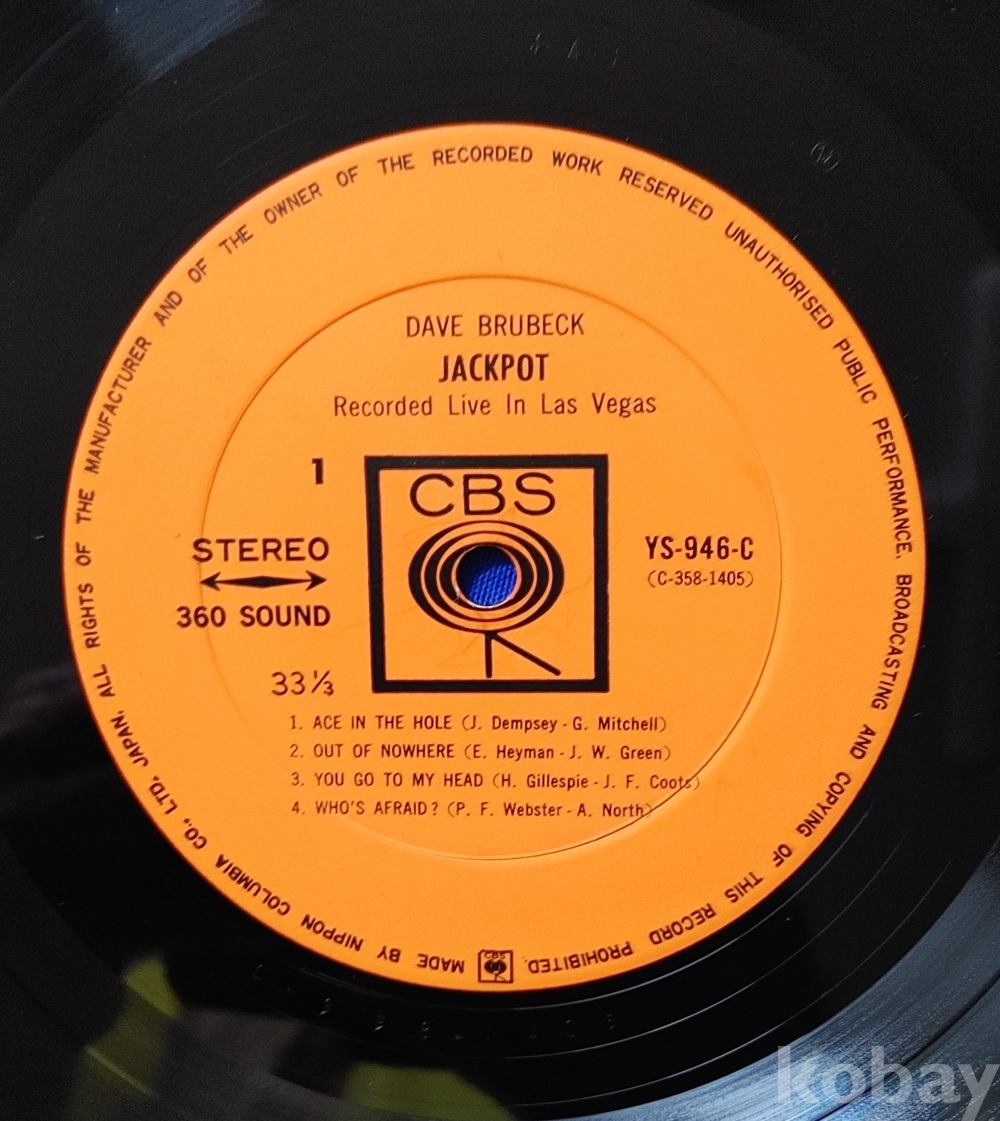 DAVE BRUBECK
JACKPOT
Recorded Live In Las Vegas
1
CBS
STEREO
360 SOUND
33⅓
YS-946-C
(C-358-1405)
1. ACE IN THE HOLE (J. Dempsey - G. Mitchell)
2. OUT OF NOWHERE (E. Heyman - J. W. Green)
3. YOU GO TO MY HEAD (H. Gillespie - J. F. Coots)
4. WHO'S AFRAID? (P. F. Webster - A. North)
MADE BY NIPPON COLUMBIA CO., LTD., JAPAN, ALL RIGHTS OF THE MANUFACTURER AND OF THE OWNER OF THE RECORDED WORK RESERVED UNAUTHORISED PUBLIC PERFORMANCE, BROADCASTING AND COPYING OF THIS RECORD PROHIBITED.
CBS
kobay